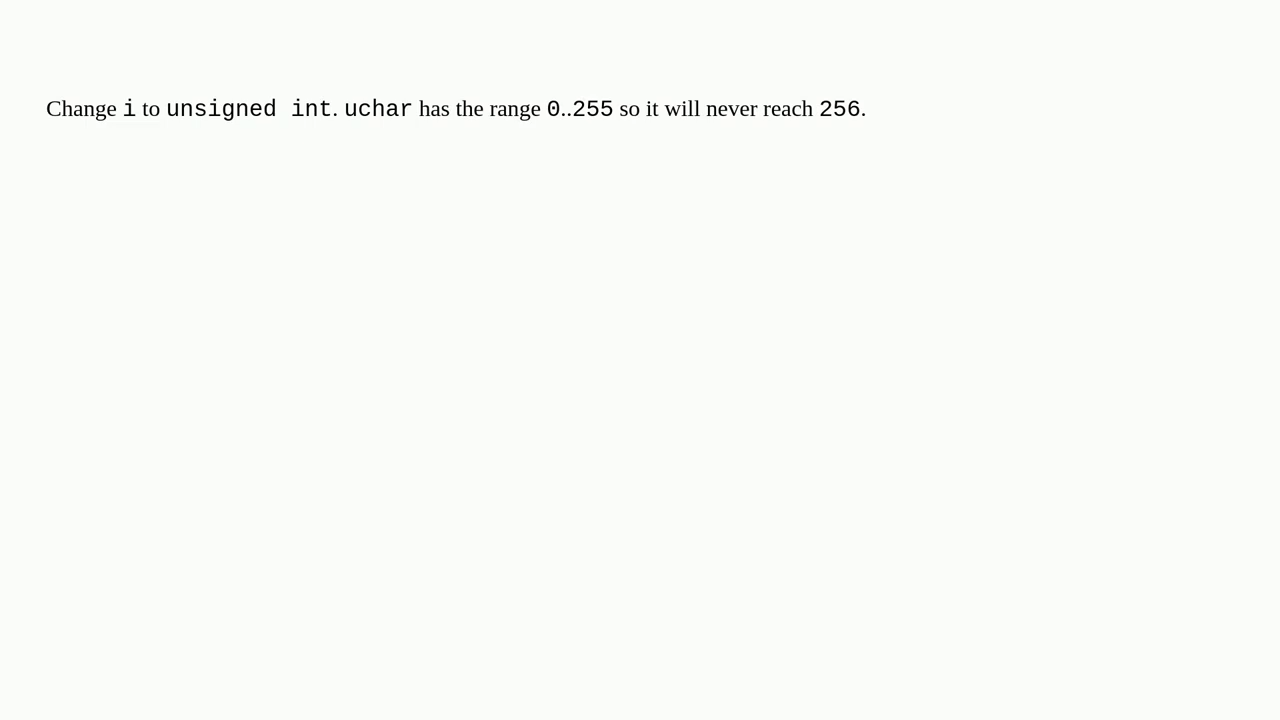 Change i to unsigned int. uchar has the range 0..255 so it will never reach 256.